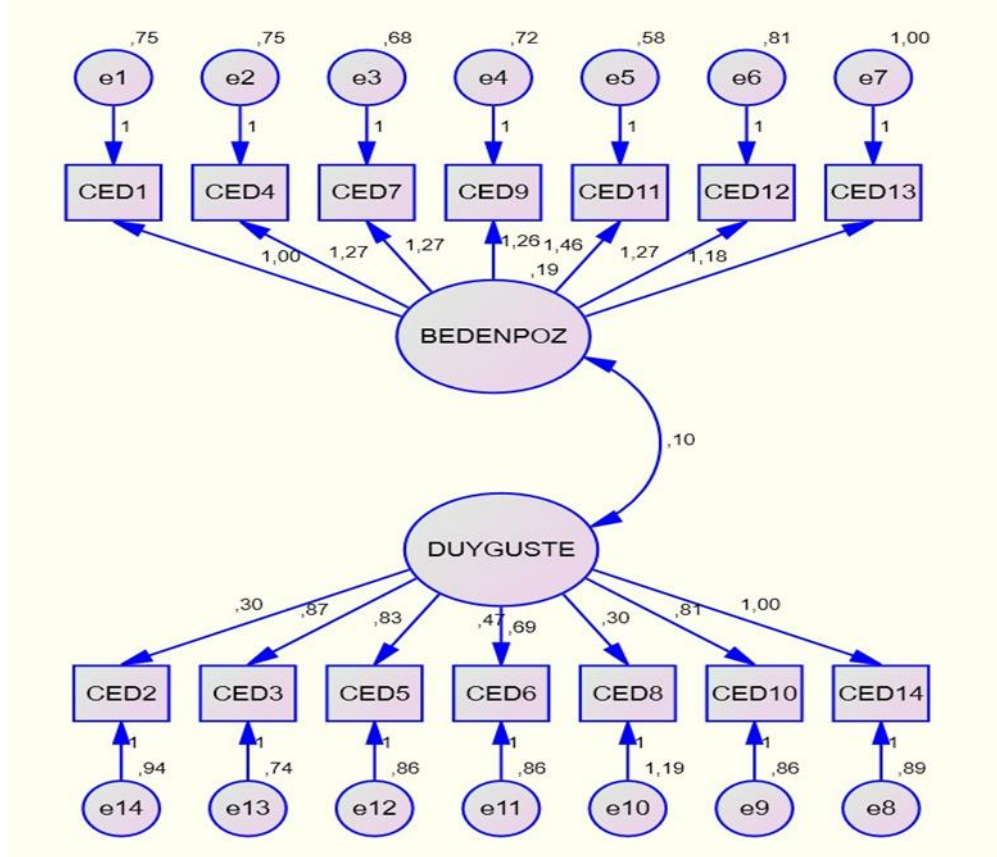 ,75 ,75 ,68 ,72 ,58 ,81 1,00
e1 e2 e3 e4 e5 e6 e7
1 1 1 1 1 1 1
CED1 CED4 CED7 CED9 CED11 CED12 CED13
1,00 1,27 1,27 1,26 1,46 1,27 1,18
,19
BEDENPOZ
,10
DUYGUSTE
,30 ,87 ,83 ,47 ,69 ,30 ,81 1,00
CED2 CED3 CED5 CED6 CED8 CED10 CED14
1 1 1 1 1 1 1
,94 ,74 ,86 ,86 1,19 ,86 ,89
e14 e13 e12 e11 e10 e9 e8